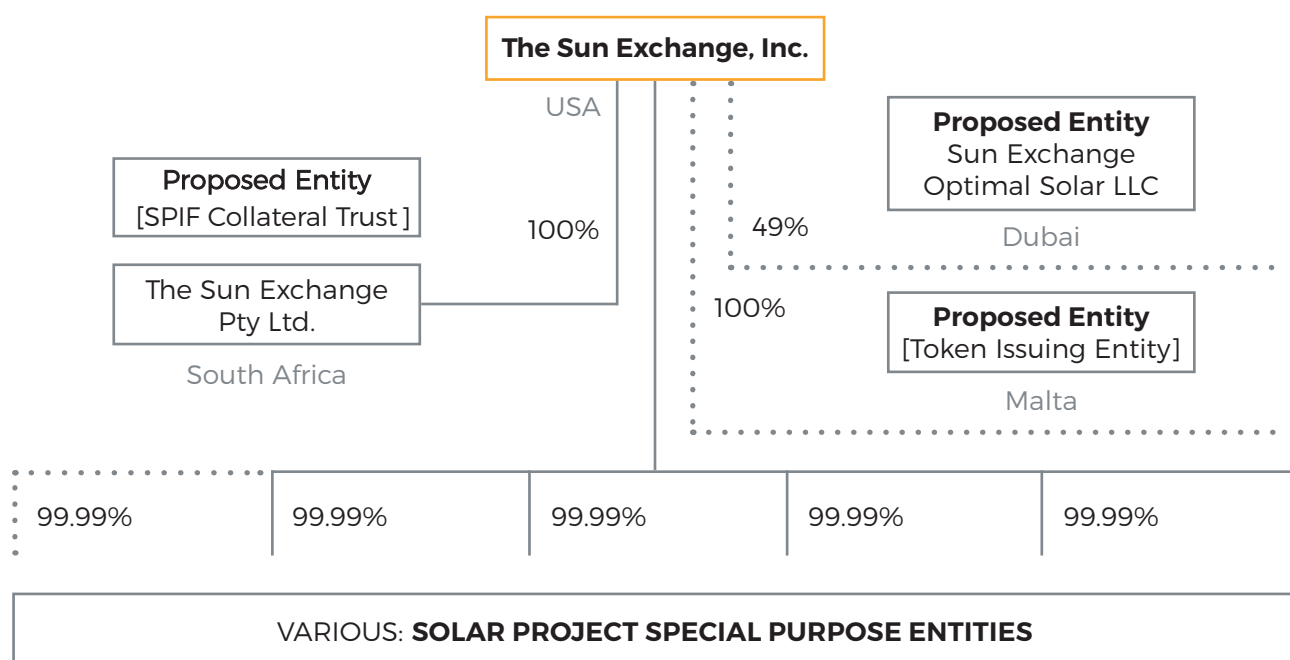 The Sun Exchange, Inc.
USA
Proposed Entity
[SPIF Collateral Trust]
100%
The Sun Exchange
Pty Ltd.
South Africa
Proposed Entity
Sun Exchange
Optimal Solar LLC
49%
Dubai
100%
Proposed Entity
[Token Issuing Entity]
Malta
99.99%
99.99%
99.99%
99.99%
99.99%
VARIOUS: SOLAR PROJECT SPECIAL PURPOSE ENTITIES